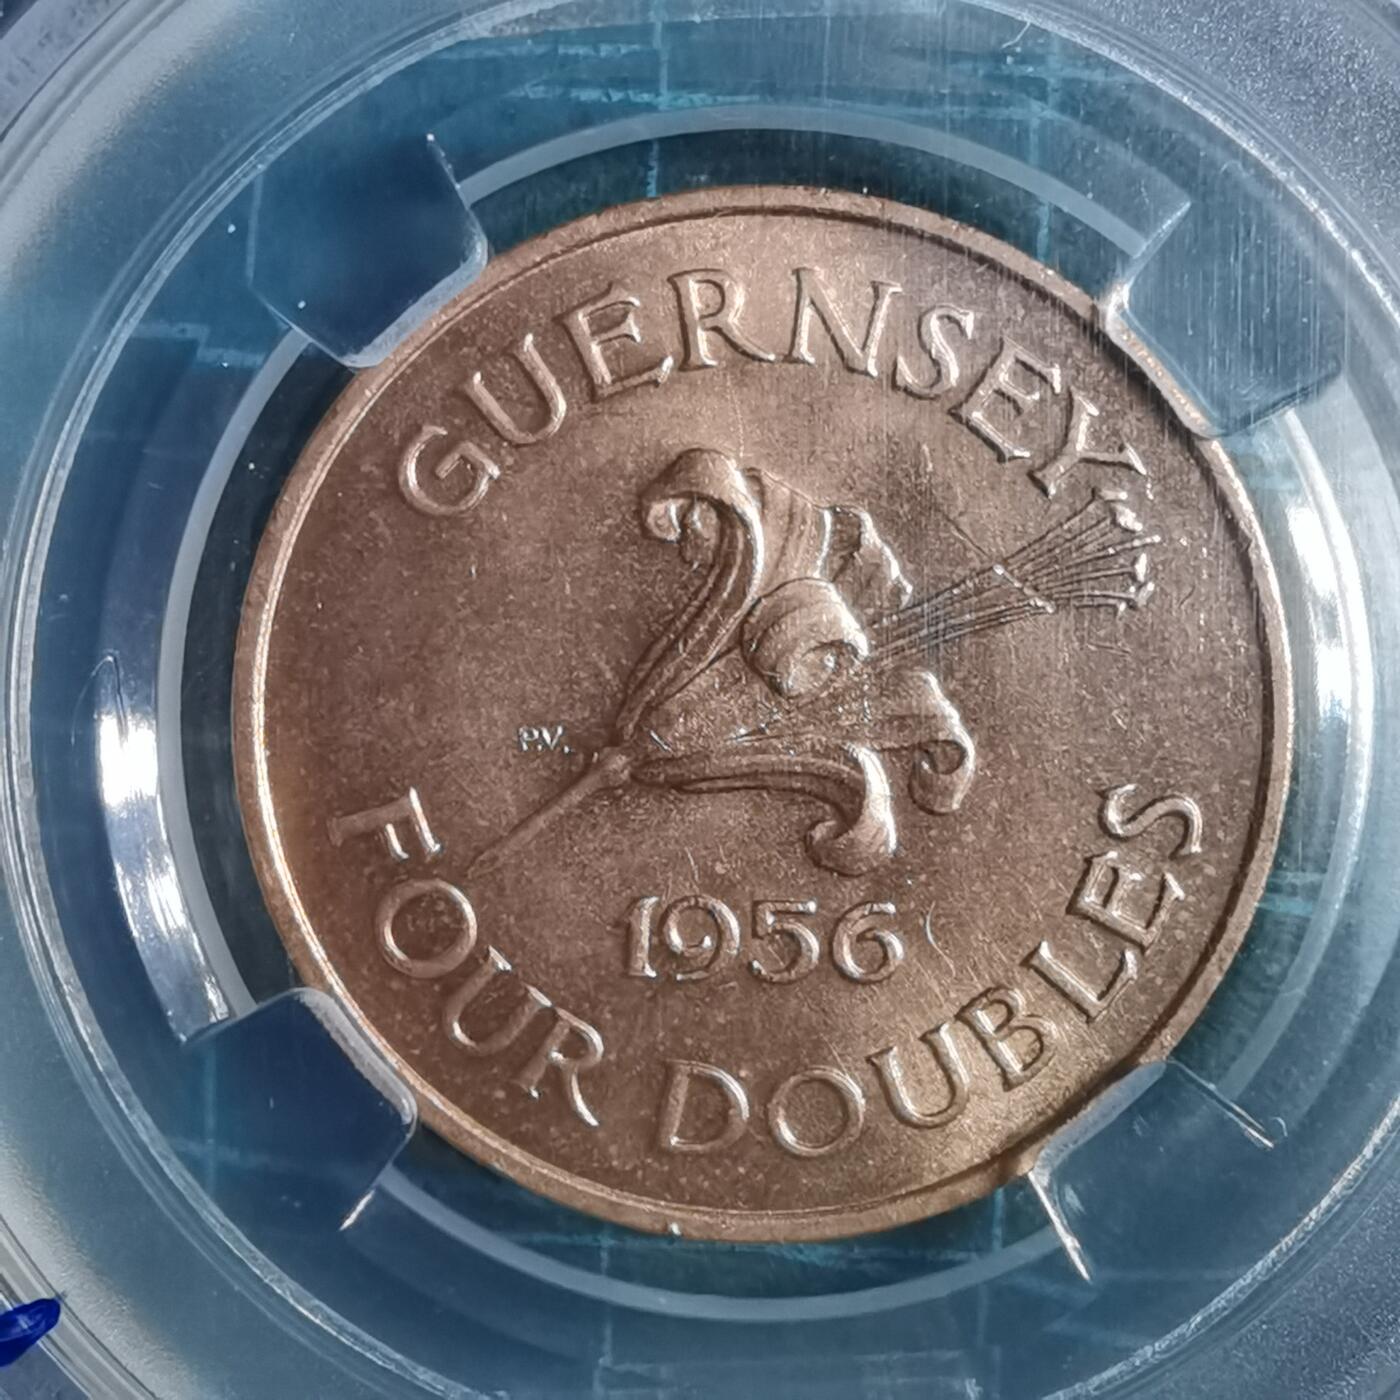 GUERNSEY
P.V.
1956
FOUR DOUBLES